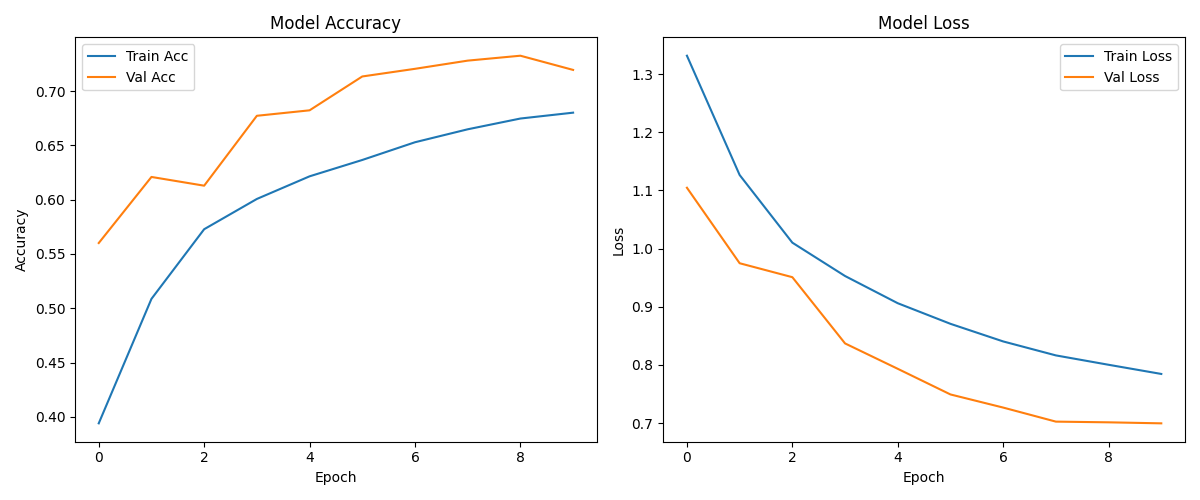 Model Accuracy
Train Acc
Val Acc
0.70
0.65
0.60
0.55
0.50
0.45
0.40
Accuracy
0 2 4 6 8
Epoch
Model Loss
Train Loss
Val Loss
1.3
1.2
1.1
1.0
0.9
0.8
0.7
Loss
0 2 4 6 8
Epoch